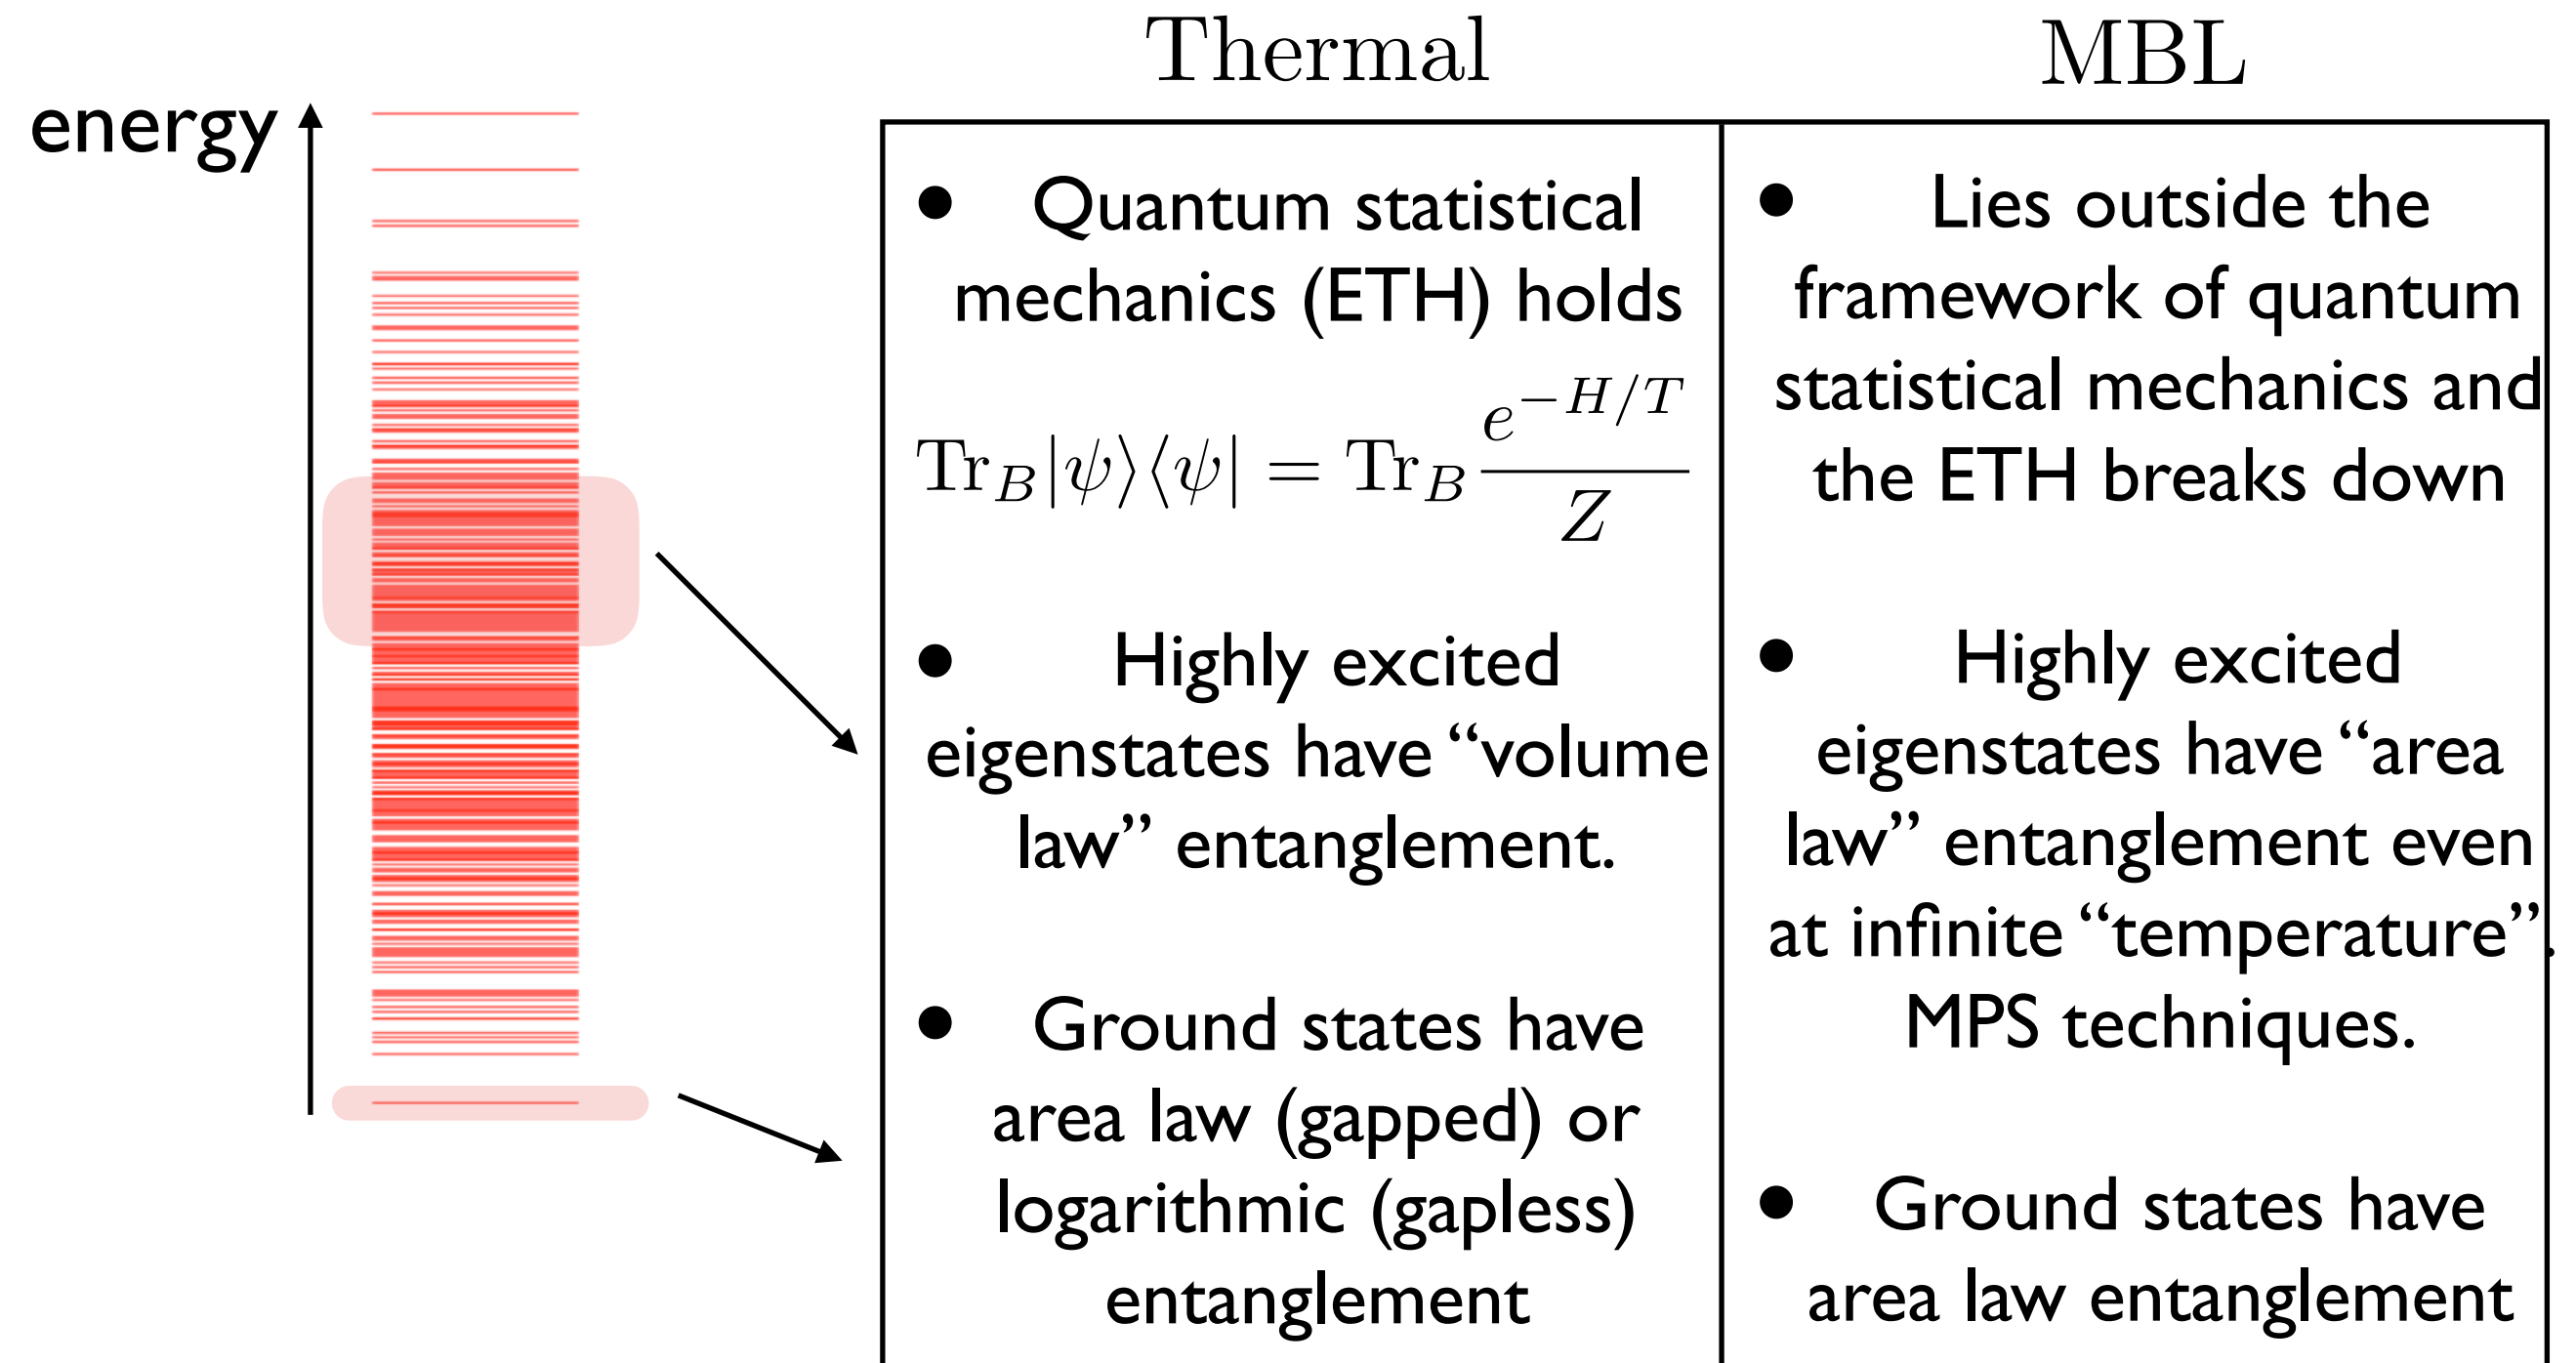 Thermal
MBL
energy
• Quantum statistical
mechanics (ETH) holds
Tr_B|ψ⟩⟨ψ| = Tr_B e^{−H/T}/Z
• Highly excited
eigenstates have “volume
law” entanglement.
• Ground states have
area law (gapped) or
logarithmic (gapless)
entanglement
• Lies outside the
framework of quantum
statistical mechanics and
the ETH breaks down
• Highly excited
eigenstates have “area
law” entanglement even
at infinite “temperature”.
MPS techniques.
• Ground states have
area law entanglement